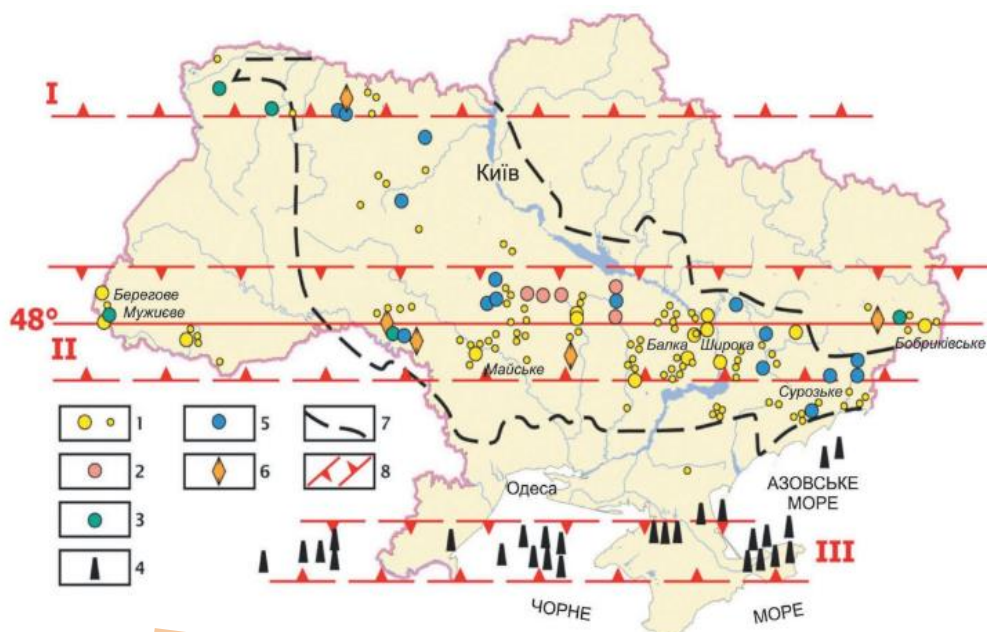 I
Київ
Берегове
Мужиєве
48°
II
Майське
Балка Широка
Бобриківське
Сурозьке
1
2
3
4
5
6
7
8
Одеса
АЗОВСЬКЕ
МОРЕ
III
ЧОРНЕ МОРЕ